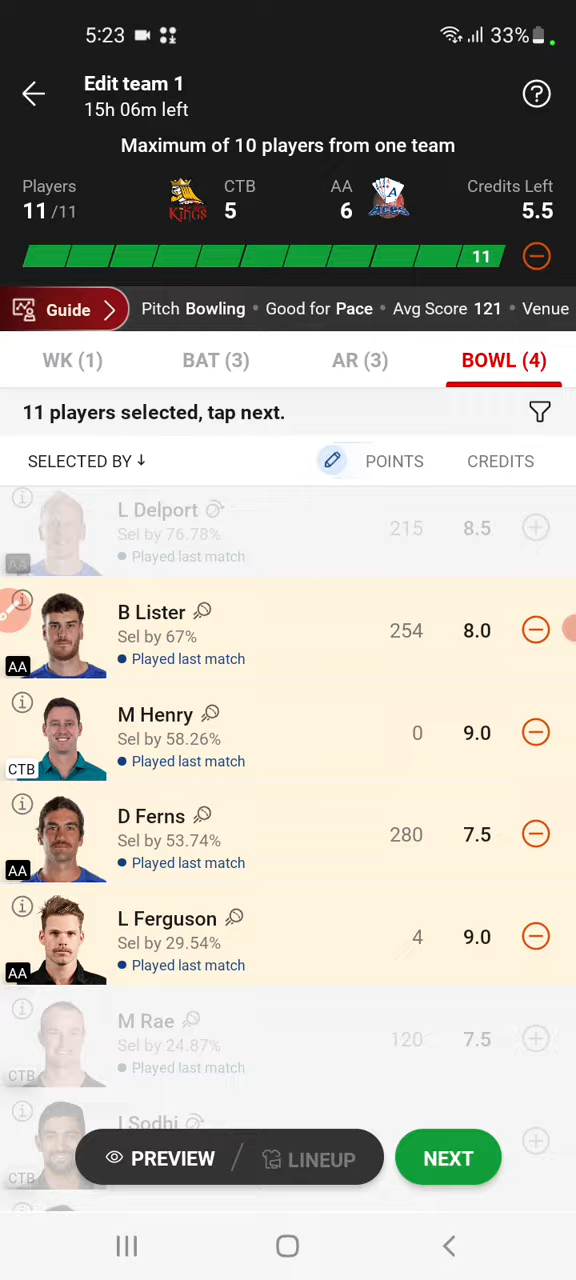 5:23 33%
Edit team 1
15h 06m left
Maximum of 10 players from one team
Players CTB AA Credits Left
11/11 KINGS 5 6 A ACES 5.5
11
Guide Pitch Bowling • Good for Pace • Avg Score 121 • Venue
WK (1) BAT (3) AR (3) BOWL (4)
11 players selected, tap next.
SELECTED BY ↓ POINTS CREDITS
L Delport
Sel by 76.78% 215 8.5
AA • Played last match
B Lister
Sel by 67% 254 8.0
AA • Played last match
M Henry
Sel by 58.26% 0 9.0
CTB • Played last match
D Ferns
Sel by 53.74% 280 7.5
AA • Played last match
L Ferguson
Sel by 29.54% 4 9.0
AA • Played last match
M Rae
Sel by 24.87% 120 7.5
CTB • Played last match
I Sodhi
CTB
PREVIEW / LINEUP NEXT